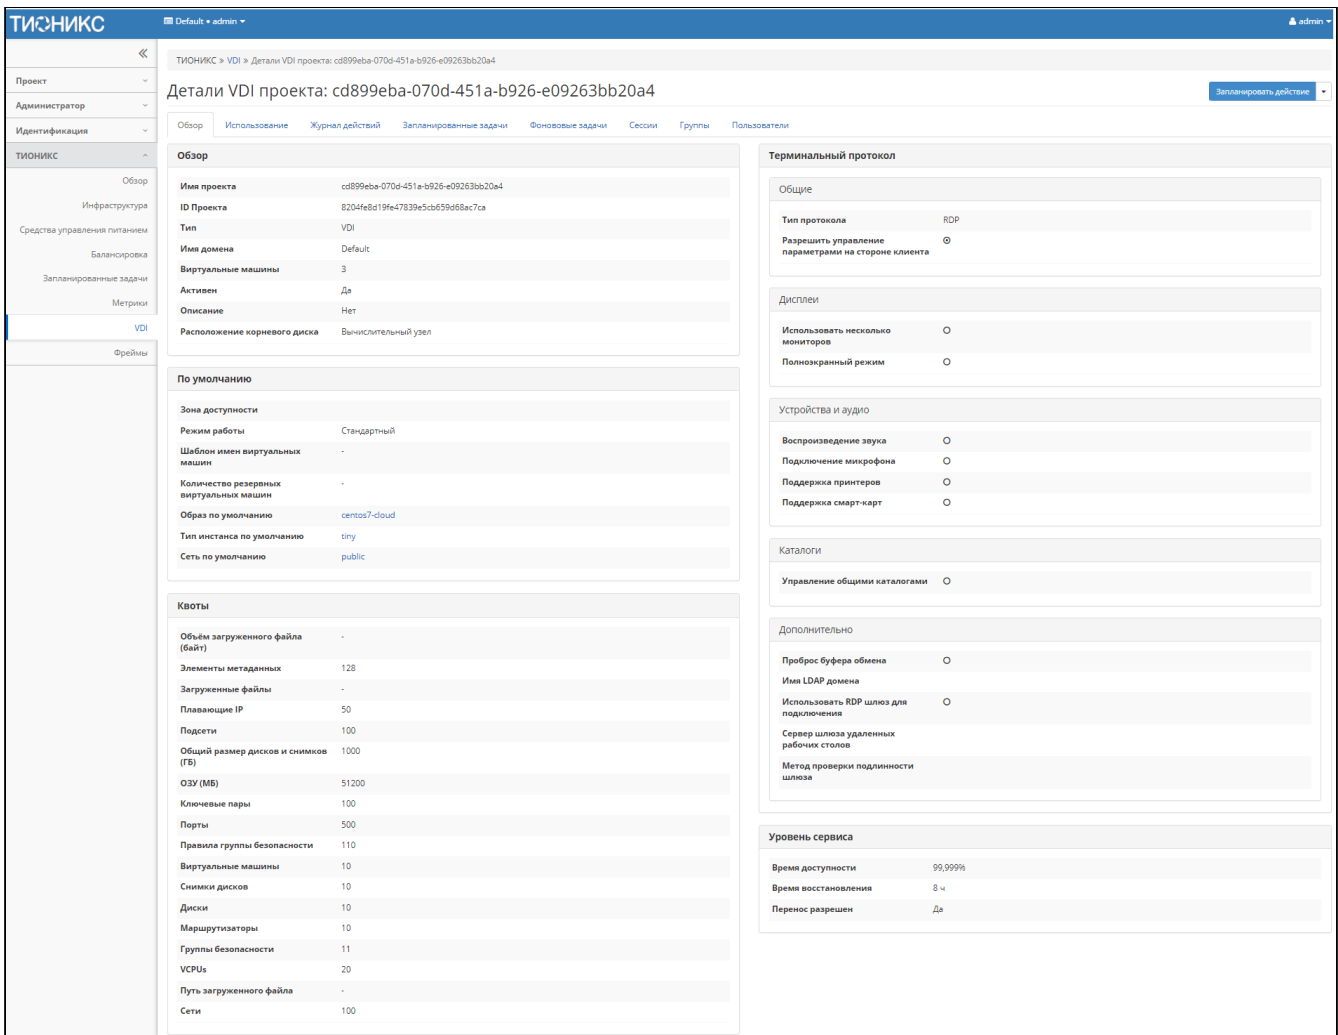 ТИОНИКС
Default • admin
admin
ТИОНИКС » VDI » Детали VDI проекта: cd899eba-070d-451a-b926-e09263bb20a4
Проект
Администратор
Идентификация
ТИОНИКС
Обзор
Инфраструктура
Средства управления питанием
Балансировка
Запланированные задачи
Метрики
VDI
Фреймы
Детали VDI проекта: cd899eba-070d-451a-b926-e09263bb20a4
Запланировать действие
Обзор Использование Журнал действий Запланированные задачи Фонововые задачи Сессии Группы Пользователи
Обзор
Имя проекта cd899eba-070d-451a-b926-e09263bb20a4
ID Проекта 8204fe8d19fe47839e5cb659d68ac7ca
Тип VDI
Имя домена Default
Виртуальные машины 3
Активен Да
Описание Нет
Расположение корневого диска Вычислительный узел
По умолчанию
Зона доступности
Режим работы Стандартный
Шаблон имен виртуальных -
машин
Количество резервных -
виртуальных машин
Образ по умолчанию centos7-cloud
Тип инстанса по умолчанию tiny
Сеть по умолчанию public
Квоты
Объём загруженного файла -
(байт)
Элементы метаданных 128
Загруженные файлы -
Плавающие IP 50
Подсети 100
Общий размер дисков и снимков 1000
(ГБ)
ОЗУ (МБ) 51200
Ключевые пары 100
Порты 500
Правила группы безопасности 110
Виртуальные машины 10
Снимки дисков 10
Диски 10
Маршрутизаторы 10
Группы безопасности 11
VCPUs 20
Путь загруженного файла -
Сети 100
Терминальный протокол
Общие
Тип протокола RDP
Разрешить управление
параметрами на стороне клиента
Дисплеи
Использовать несколько
мониторов
Полноэкранный режим
Устройства и аудио
Воспроизведение звука
Подключение микрофона
Поддержка принтеров
Поддержка смарт-карт
Каталоги
Управление общими каталогами
Дополнительно
Проброс буфера обмена
Имя LDAP домена
Использовать RDP шлюз для
подключения
Сервер шлюза удаленных
рабочих столов
Метод проверки подлинности
шлюза
Уровень сервиса
Время доступности 99,999%
Время восстановления 8 ч
Перенос разрешен Да